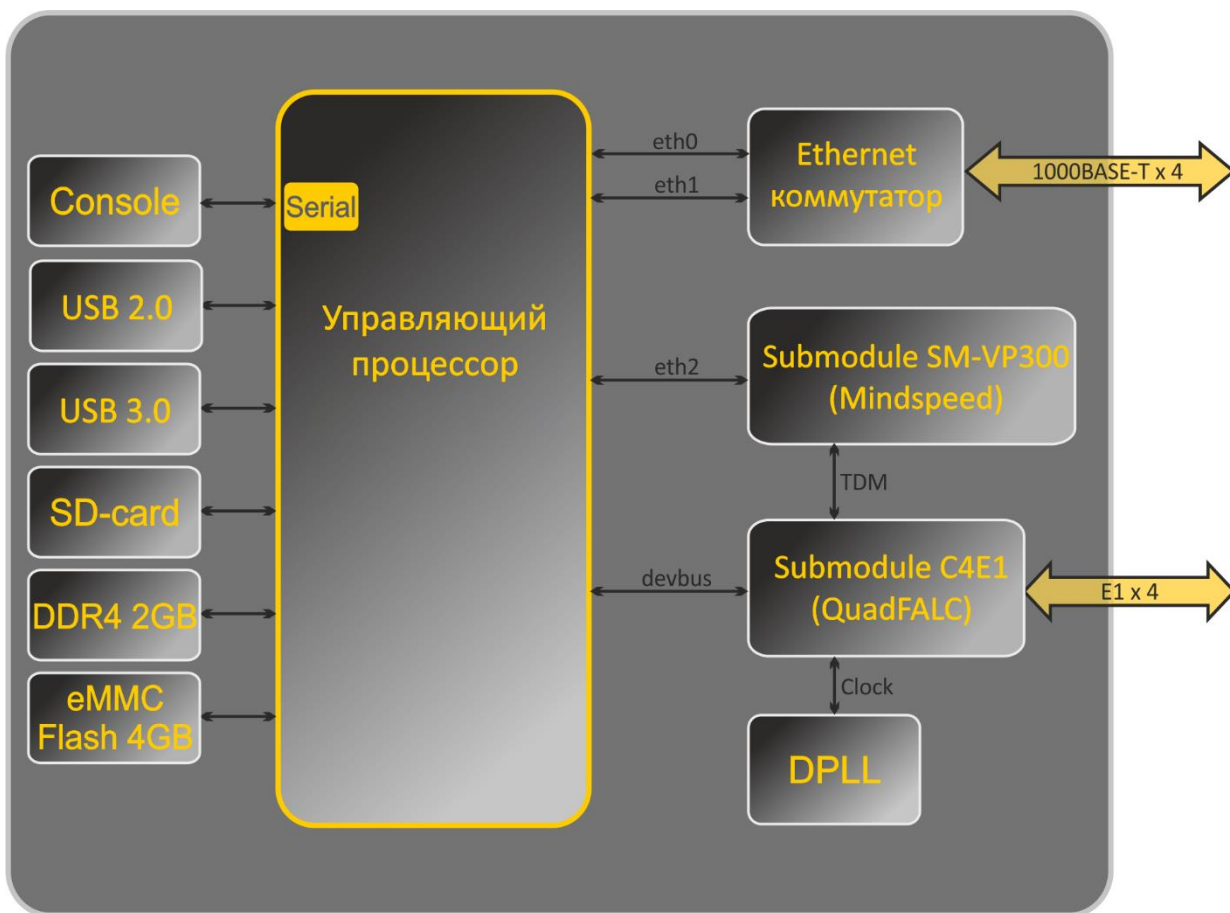 Console
USB 2.0
USB 3.0
SD-card
DDR4 2GB
eMMC
Flash 4GB
Serial
Управляющий
процессор
eth0
eth1
eth2
devbus
Ethernet
коммутатор
1000BASE-T x 4
Submodule SM-VP300
(Mindspeed)
TDM
Submodule C4E1
(QuadFALC)
E1 x 4
Clock
DPLL